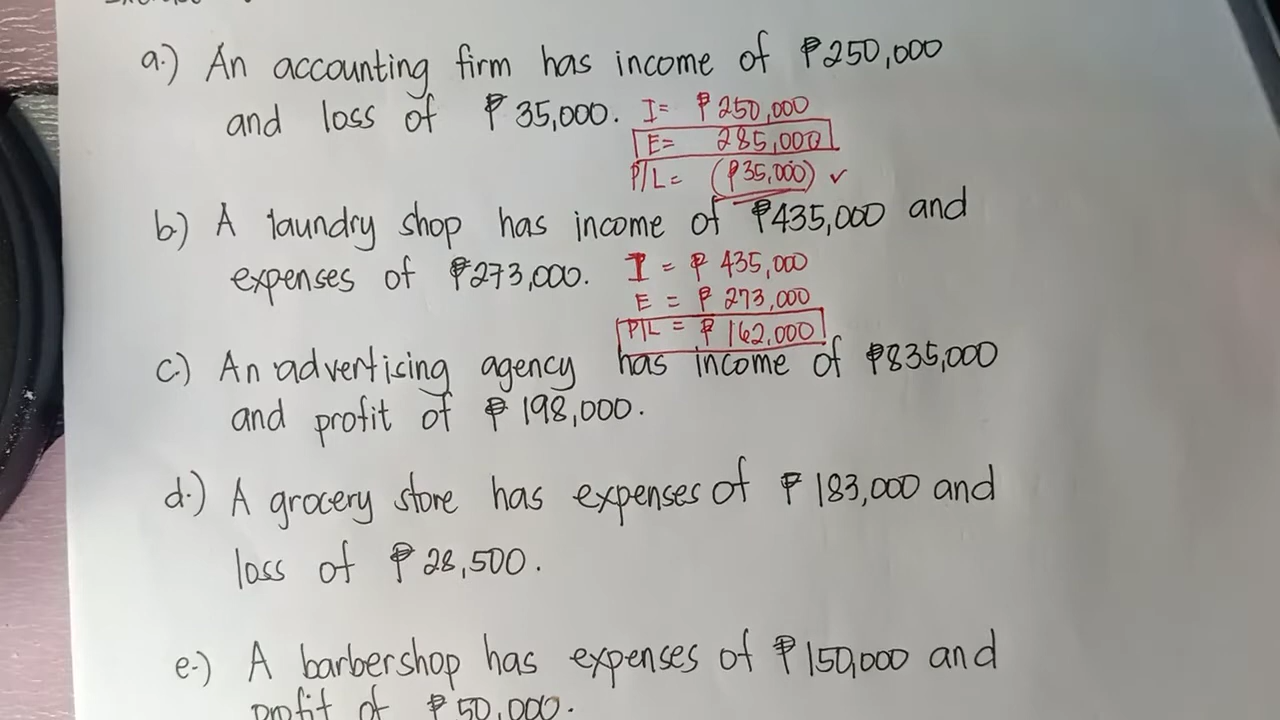 a.) An accounting firm has income of ₱250,000
and loss of ₱ 35,000.
I = ₱ 250,000
E = 285,000
P/L = (₱35,000) ✓
b.) A laundry shop has income of ₱435,000 and
expenses of ₱273,000.
I = ₱ 435,000
E = ₱ 273,000
P/L = ₱ 162,000
c.) An advertising agency has income of ₱835,000
and profit of ₱ 198,000.
d.) A grocery store has expenses of ₱ 183,000 and
loss of ₱ 28,500.
e.) A barbershop has expenses of ₱150,000 and
profit of ₱50,000.